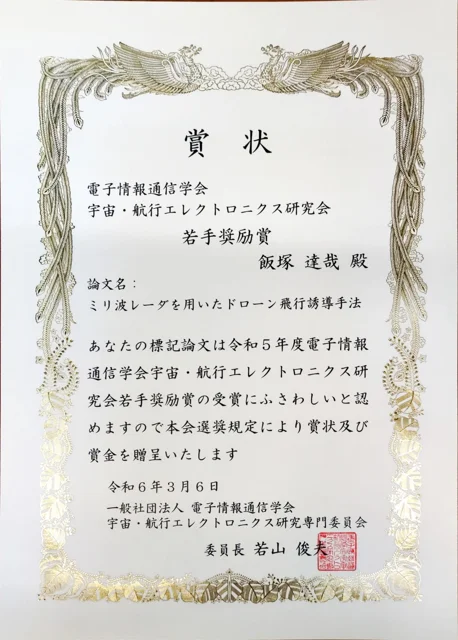 賞状
電子情報通信学会
宇宙・航行エレクトロニクス研究会
若手奨励賞
飯塚 達哉 殿
論文名：
ミリ波レーダを用いたドローン飛行誘導手法
あなたの標記論文は令和５年度電子情報
通信学会宇宙・航行エレクトロニクス研
究会若手奨励賞の受賞にふさわしいと認
めますので本会選奨規定により賞状及び
賞金を贈呈いたします
令和６年３月６日
一般社団法人 電子情報通信学会
宇宙・航行エレクトロニクス研究専門委員会
委員長 若山 俊夫